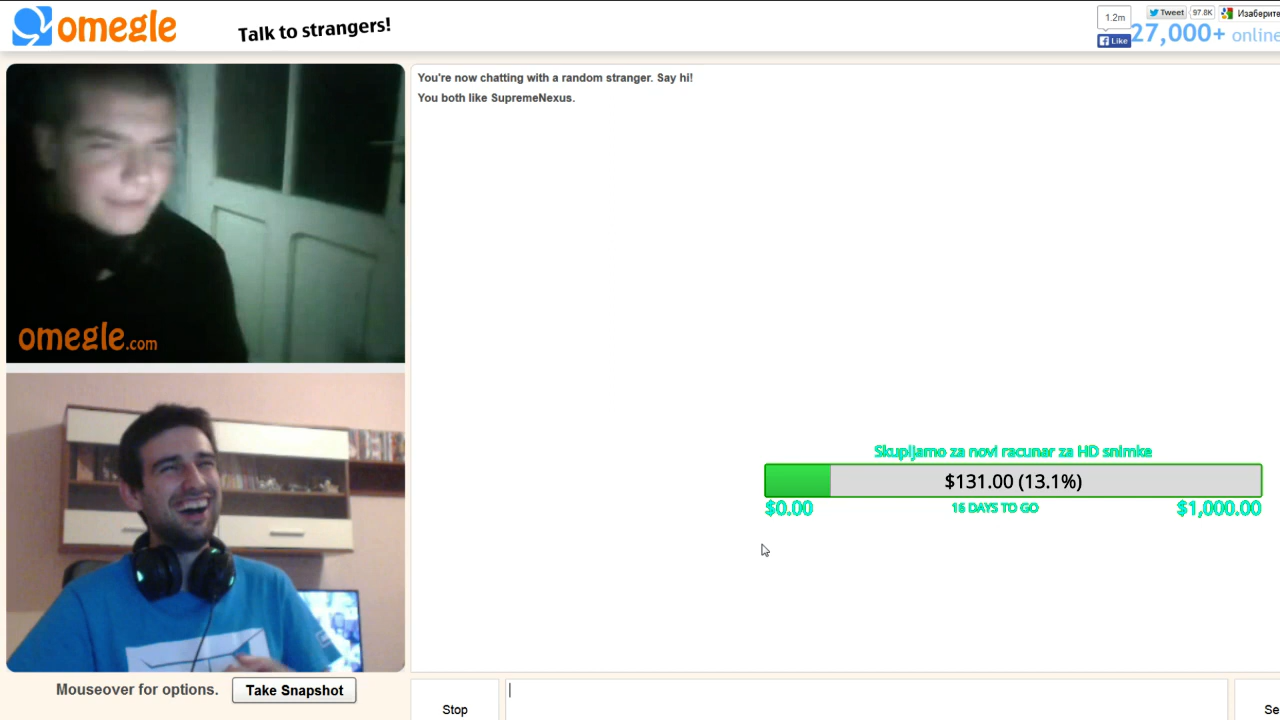 omegle
Talk to strangers!
1.2m
Like
Tweet
97.8K
Изаберите
27,000+ online
You're now chatting with a random stranger. Say hi!
You both like SupremeNexus.
omegle.com
Skupljamo za novi racunar za HD snimke
$131.00 (13.1%)
$0.00
16 DAYS TO GO
$1,000.00
Mouseover for options.
Take Snapshot
Stop
Se